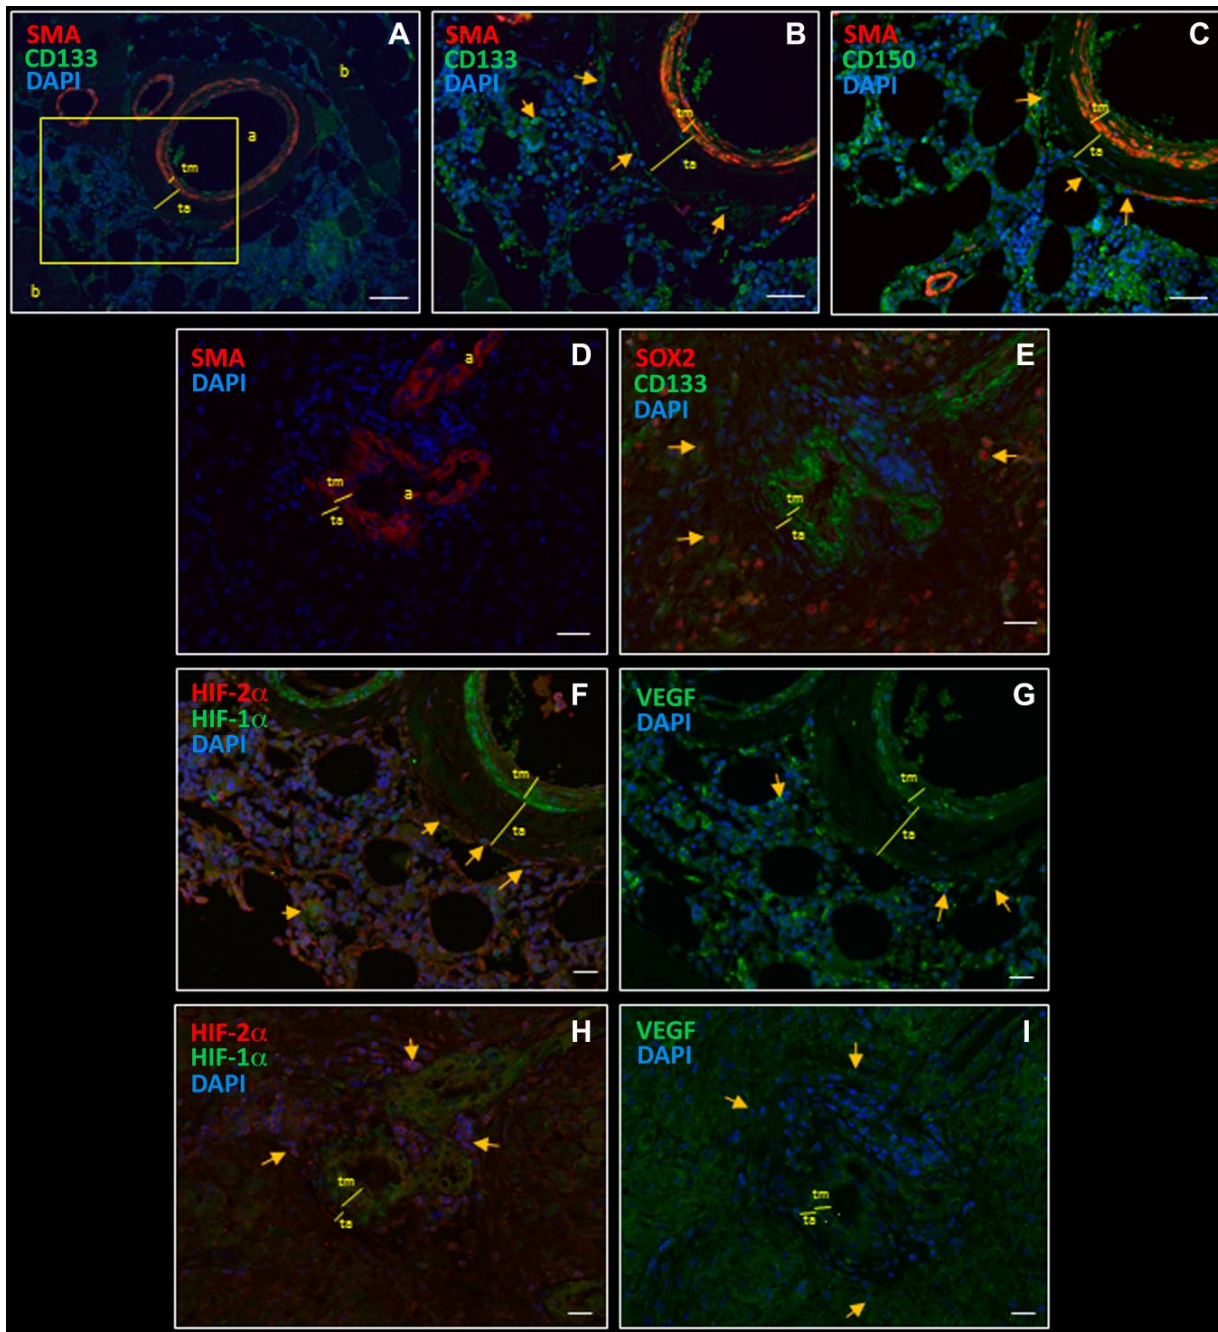 SMA
CD133
DAPI
A
b
a
tm
ta
b
SMA
CD133
DAPI
B
tm
ta
SMA
CD150
DAPI
C
tm
ta
SMA
DAPI
D
a
tm
a
ta
SOX2
CD133
DAPI
E
tm
ta
HIF-2α
HIF-1α
DAPI
F
tm
ta
VEGF
DAPI
G
tm
ta
HIF-2α
HIF-1α
DAPI
H
tm
ta
VEGF
DAPI
I
tm
ta